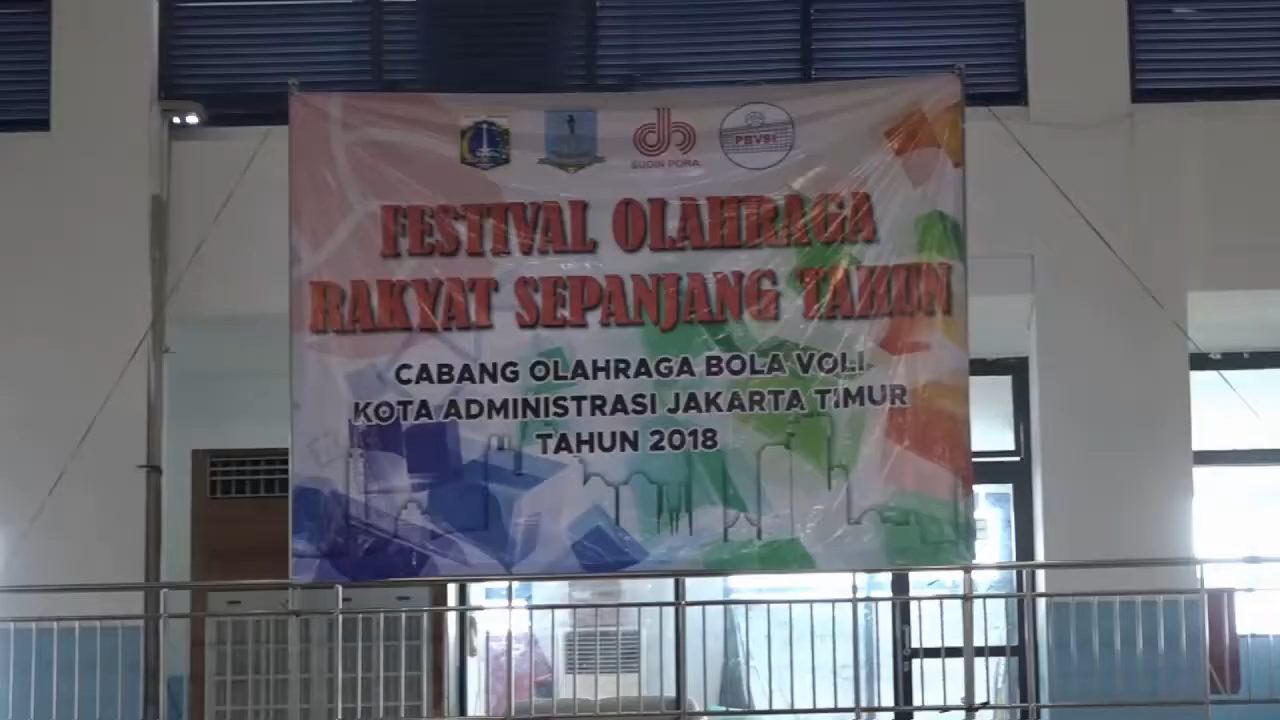 SUDIN PORA
PBVSI
FESTIVAL OLAHRAGA
RAKYAT SEPANJANG TAHUN
CABANG OLAHRAGA BOLA VOLI
KOTA ADMINISTRASI JAKARTA TIMUR
TAHUN 2018